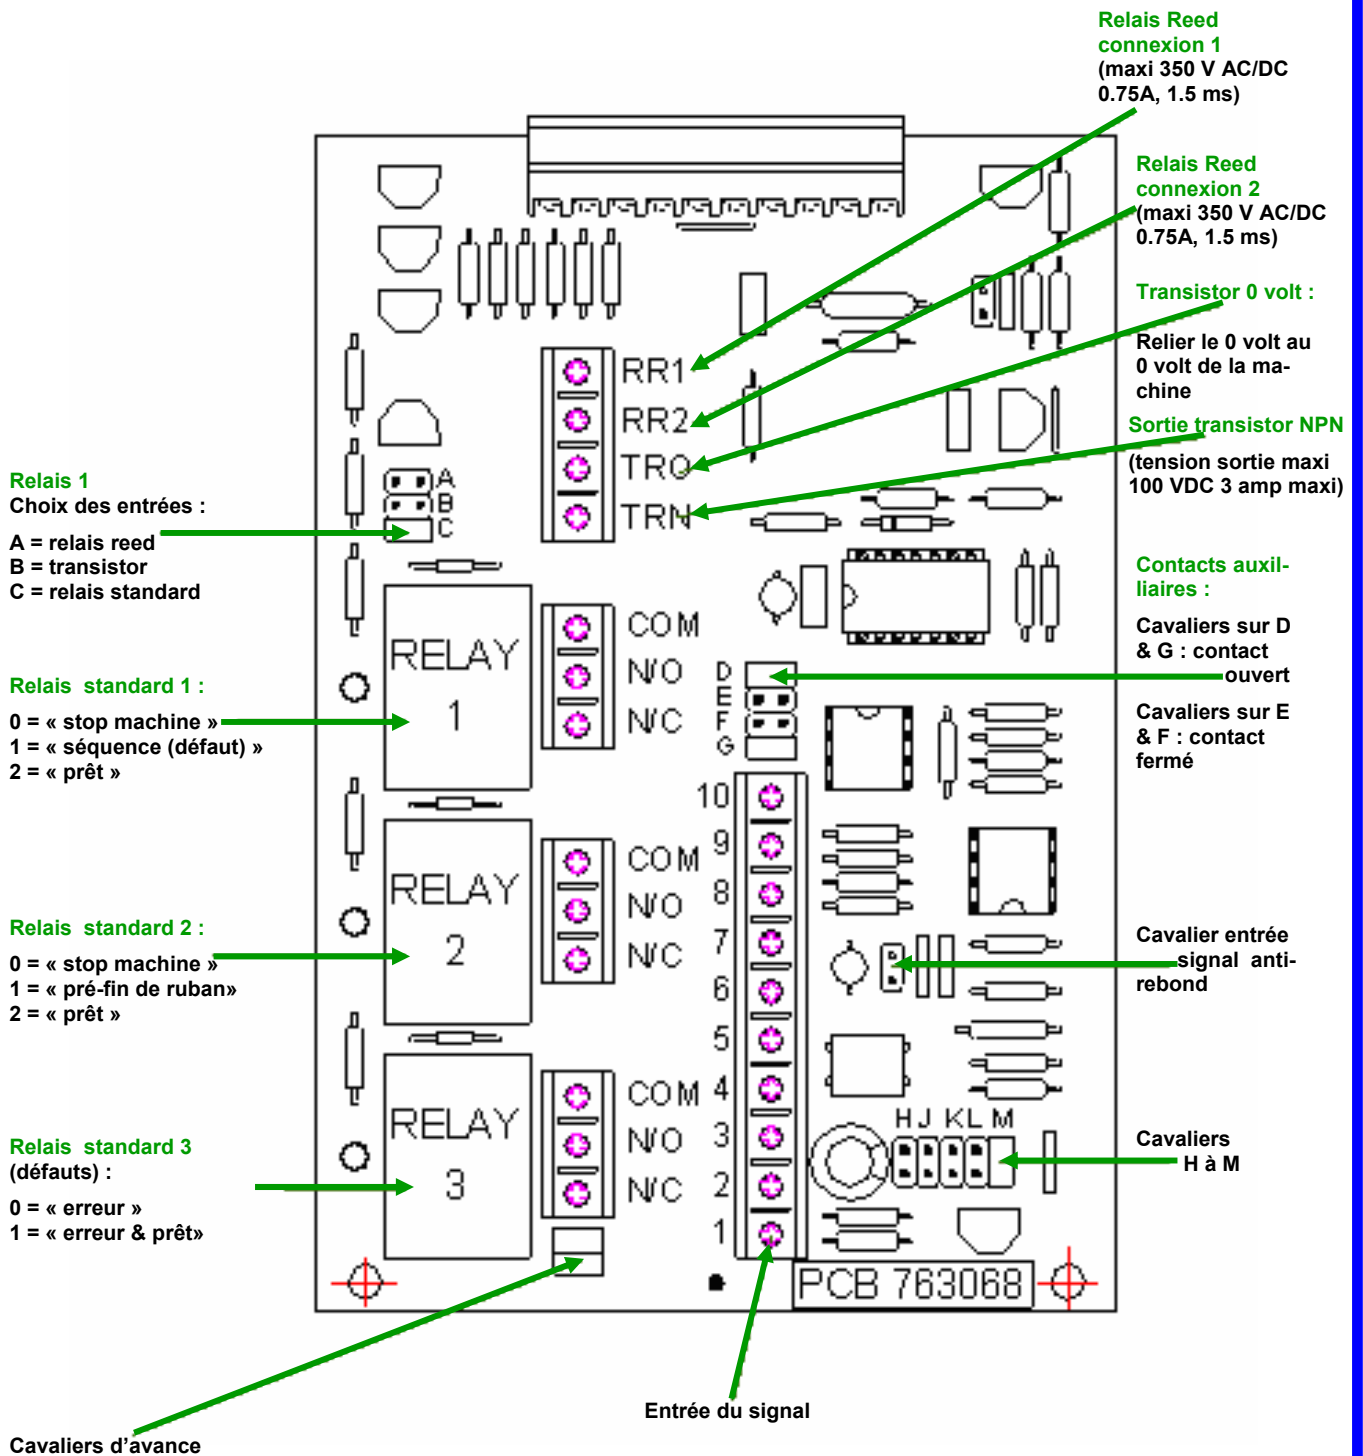 Relais Reed
connexion 1
(maxi 350 V AC/DC
0.75A, 1.5 ms)
Relais Reed
connexion 2
(maxi 350 V AC/DC
0.75A, 1.5 ms)
Transistor 0 volt :
Relier le 0 volt au
0 volt de la ma-
chine
Sortie transistor NPN
(tension sortie maxi
100 VDC 3 amp maxi)
RR1
RR2
TRO
TRN
Relais 1
Choix des entrées :
A = relais reed
B = transistor
C = relais standard
A
B
C
Contacts auxil-
liaires :
Cavaliers sur D
& G : contact
ouvert
Cavaliers sur E
& F : contact
fermé
RELAY
1
COM
N/O
N/C
D
E
F
G
Relais standard 1 :
0 = « stop machine »
1 = « séquence (défaut) »
2 = « prêt »
10
9
8
7
6
5
4
3
2
1
RELAY
2
COM
N/O
N/C
Relais standard 2 :
0 = « stop machine »
1 = « pré-fin de ruban»
2 = « prêt »
Cavalier entrée
signal anti-
rebond
RELAY
3
COM
N/O
N/C
H J K L M
Relais standard 3
(défauts) :
0 = « erreur »
1 = « erreur & prêt»
Cavaliers
H à M
PCB 763068
Entrée du signal
Cavaliers d'avance